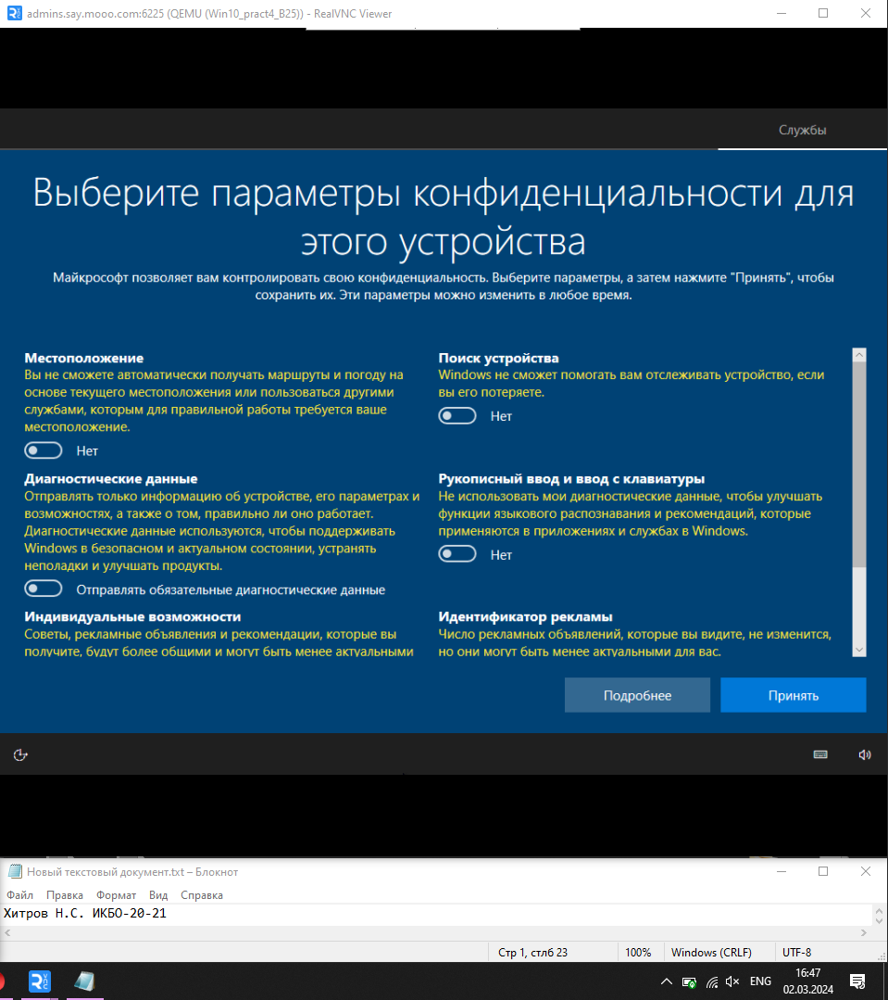 admins.say.mooo.com:6225 (QEMU (Win10_pract4_B25)) - RealVNC Viewer
Службы
Выберите параметры конфиденциальности для
этого устройства
Майкрософт позволяет вам контролировать свою конфиденциальность. Выберите параметры, а затем нажмите "Принять", чтобы
сохранить их. Эти параметры можно изменить в любое время.
Местоположение
Вы не сможете автоматически получать маршруты и погоду на
основе текущего местоположения или пользоваться другими
службами, которым для правильной работы требуется ваше
местоположение.
Нет
Поиск устройства
Windows не сможет помогать вам отслеживать устройство, если
вы его потеряете.
Нет
Диагностические данные
Отправлять только информацию об устройстве, его параметрах и
возможностях, а также о том, правильно ли оно работает.
Диагностические данные используются, чтобы поддерживать
Windows в безопасном и актуальном состоянии, устранять
неполадки и улучшать продукты.
Отправлять обязательные диагностические данные
Рукописный ввод и ввод с клавиатуры
Не использовать мои диагностические данные, чтобы улучшать
функции языкового распознавания и рекомендаций, которые
применяются в приложениях и службах в Windows.
Нет
Индивидуальные возможности
Советы, рекламные объявления и рекомендации, которые вы
получите, будут более общими и могут быть менее актуальными
Идентификатор рекламы
Число рекламных объявлений, которые вы видите, не изменится,
но они могут быть менее актуальными для вас.
Подробнее
Принять
Новый текстовый документ.txt – Блокнот
Файл Правка Формат Вид Справка
Хитров Н.С. ИКБО-20-21
Стр 1, стлб 23
100%
Windows (CRLF)
UTF-8
ENG
16:47
02.03.2024